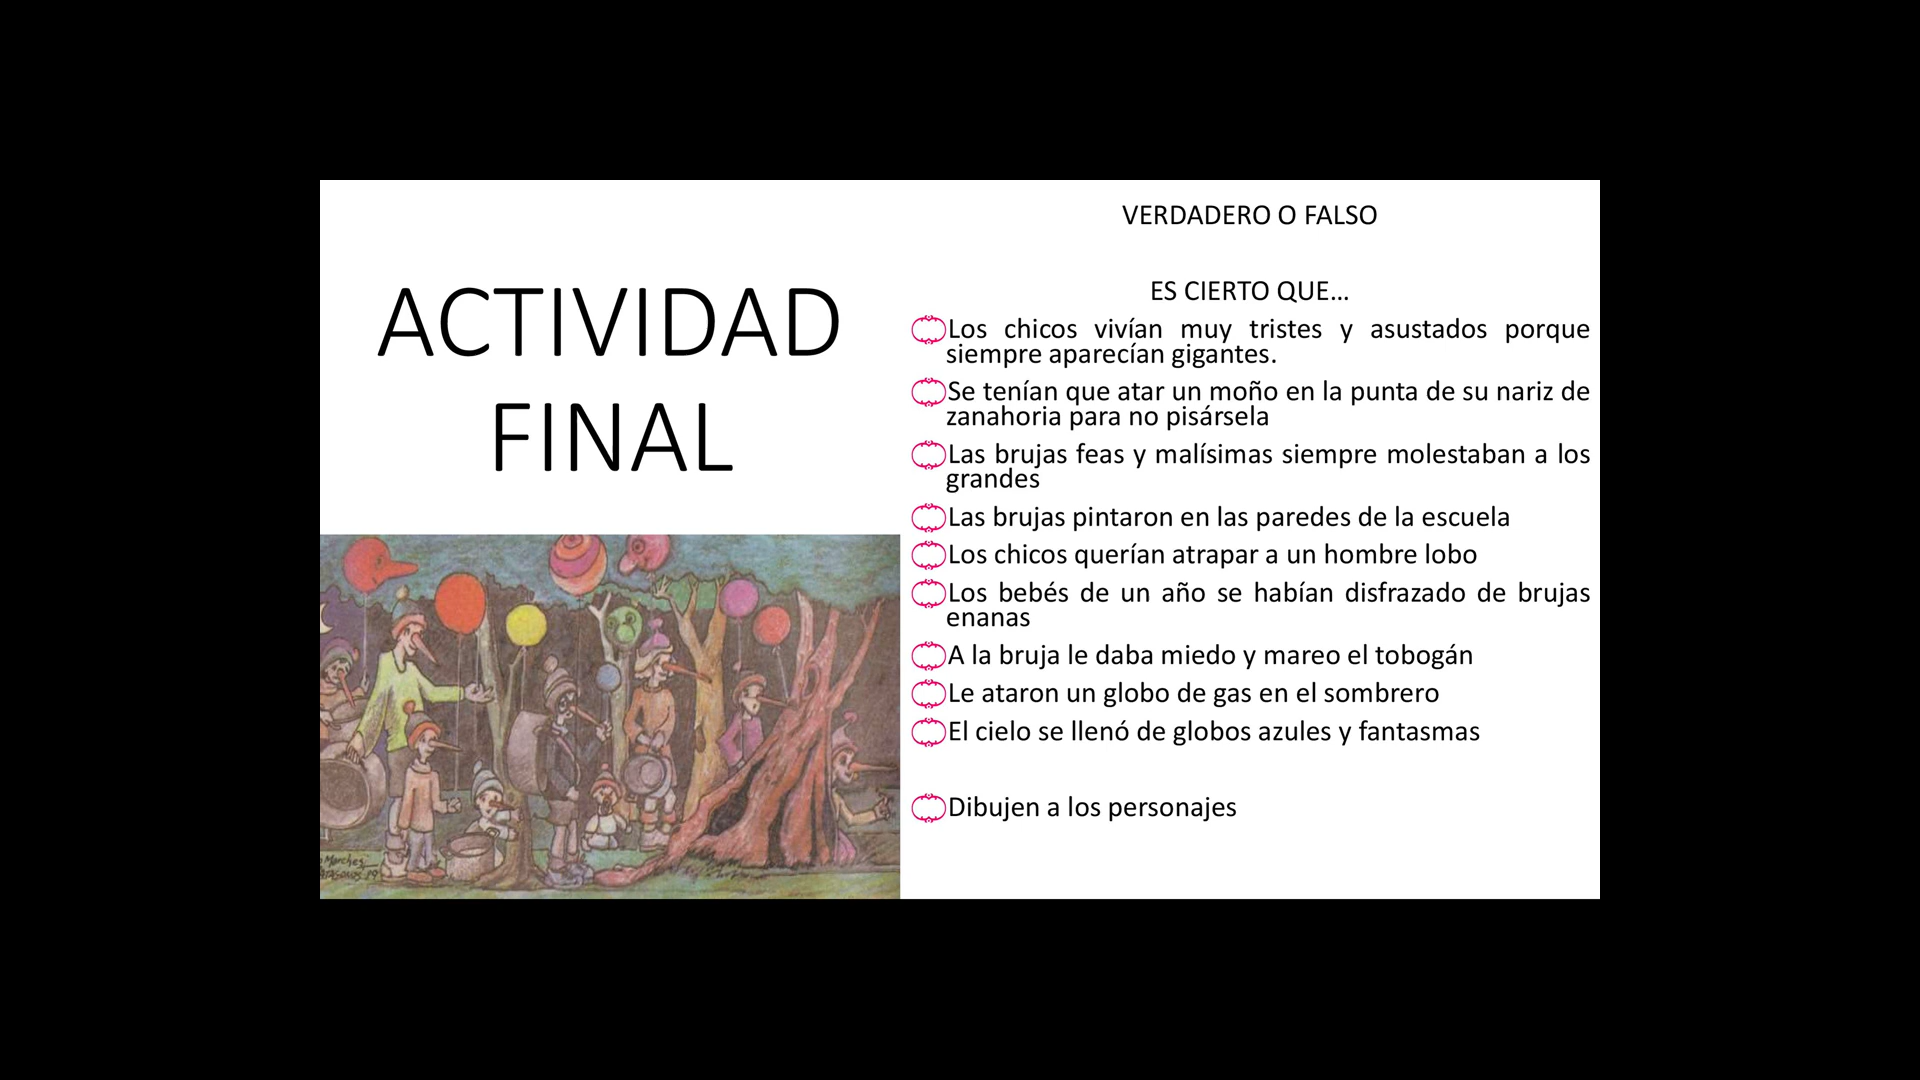 ACTIVIDAD
FINAL
VERDADERO O FALSO
ES CIERTO QUE...
Los chicos vivían muy tristes y asustados porque
siempre aparecían gigantes.
Se tenían que atar un moño en la punta de su nariz de
zanahoria para no pisársela
Las brujas feas y malísimas siempre molestaban a los
grandes
Las brujas pintaron en las paredes de la escuela
Los chicos querían atrapar a un hombre lobo
Los bebés de un año se habían disfrazado de brujas
enanas
A la bruja le daba miedo y mareo el tobogán
Le ataron un globo de gas en el sombrero
El cielo se llenó de globos azules y fantasmas
Dibujen a los personajes